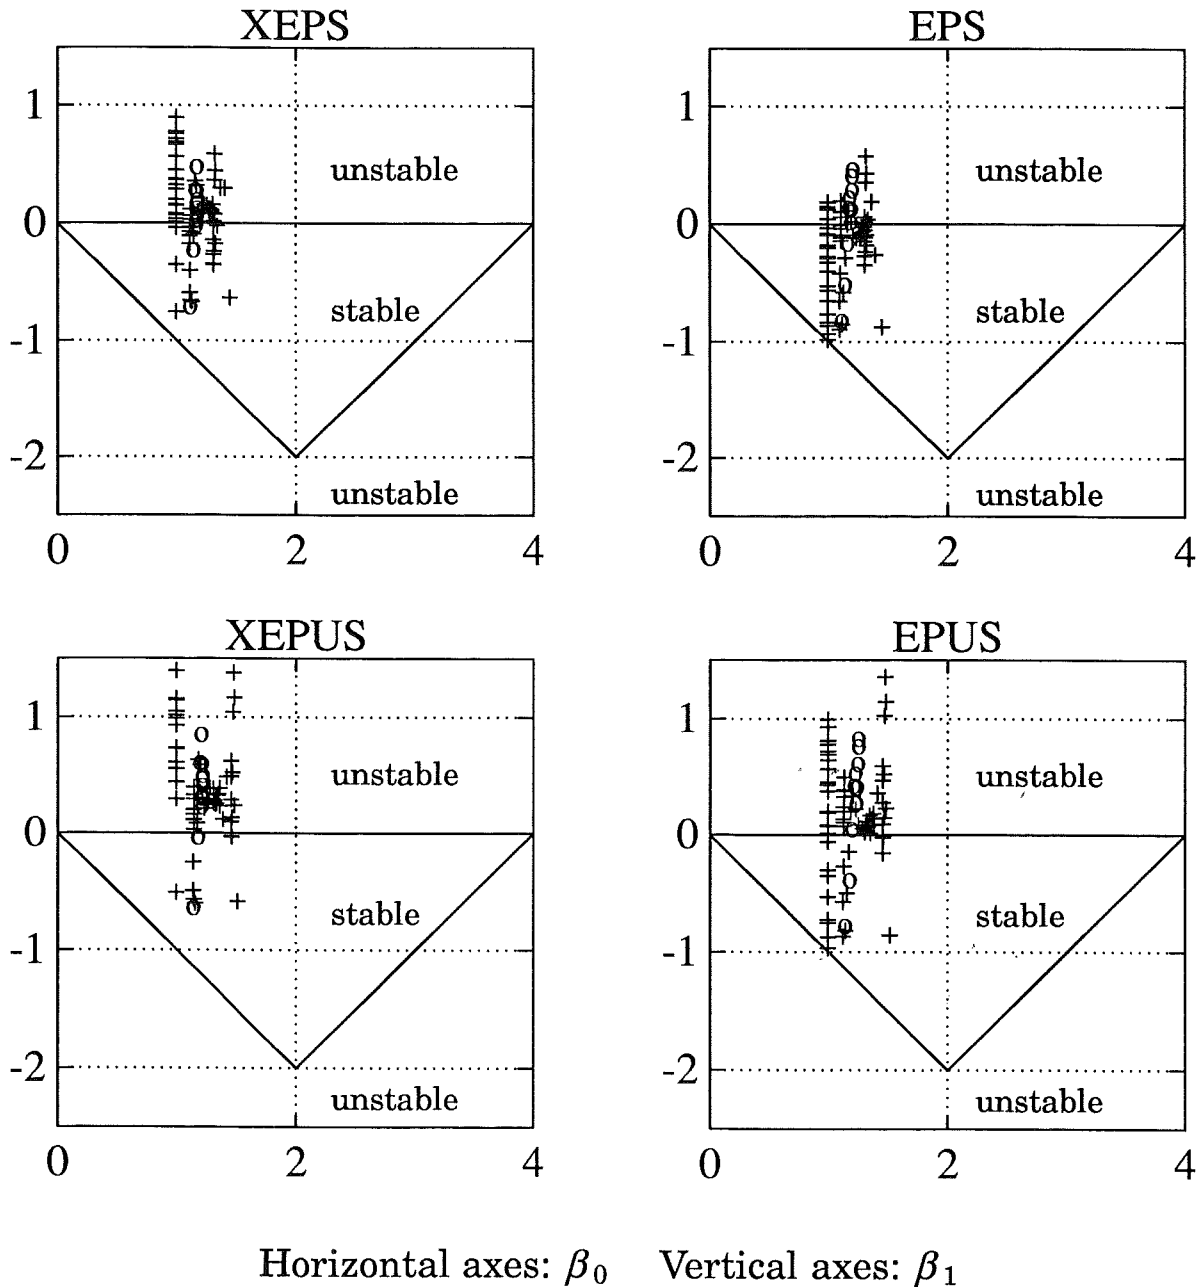 XEPS
1
0
-1
-2
0 2 4
unstable
stable
unstable
EPS
1
0
-1
-2
0 2 4
unstable
stable
unstable
XEPUS
1
0
-1
-2
0 2 4
unstable
stable
unstable
EPUS
1
0
-1
-2
0 2 4
unstable
stable
unstable
Horizontal axes: β₀ Vertical axes: β₁